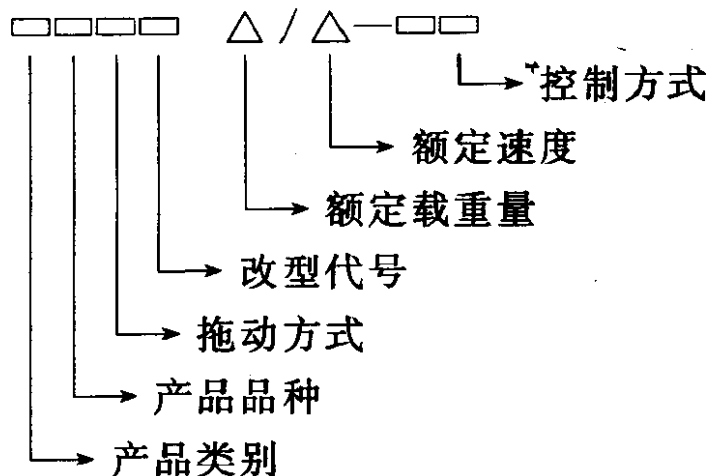 △/△—
控制方式
额定速度
额定载重量
改型代号
拖动方式
产品品种
产品类别